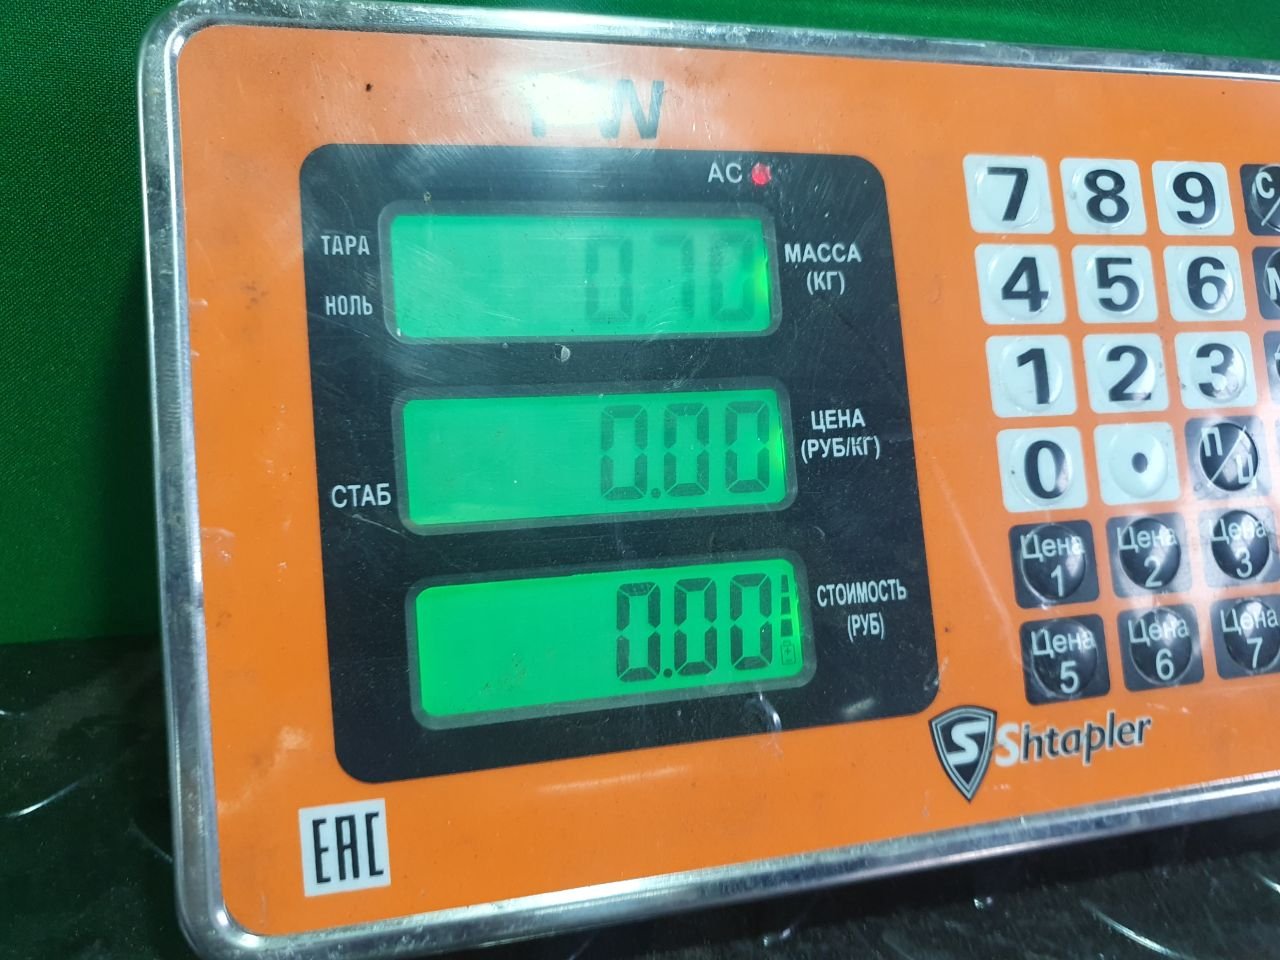 PW
AC
ТАРА
НОЛЬ
0.70
МАССА
(КГ)
СТАБ
0.00
ЦЕНА
(РУБ/КГ)
0.00
СТОИМОСТЬ
(РУБ)
7 8 9 C/
4 5 6
1 2 3
0 . П/Ц
Цена 1 Цена 2 Цена 3
Цена 5 Цена 6 Цена 7
S Shtapler
EAC